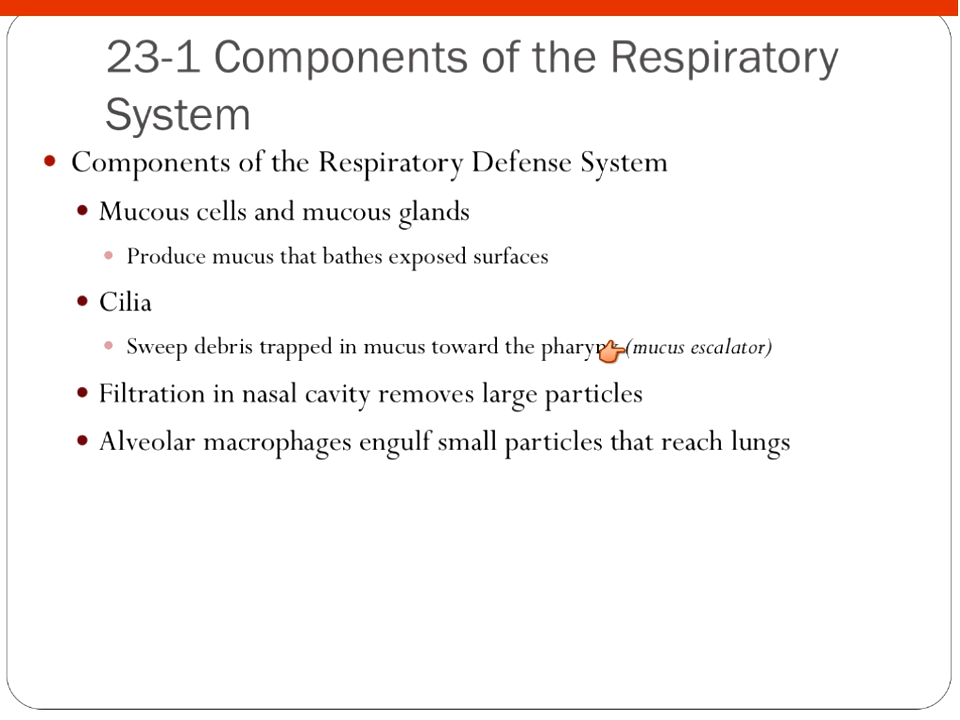 23-1 Components of the Respiratory
System
Components of the Respiratory Defense System
Mucous cells and mucous glands
Produce mucus that bathes exposed surfaces
Cilia
Sweep debris trapped in mucus toward the pharynx (mucus escalator)
Filtration in nasal cavity removes large particles
Alveolar macrophages engulf small particles that reach lungs